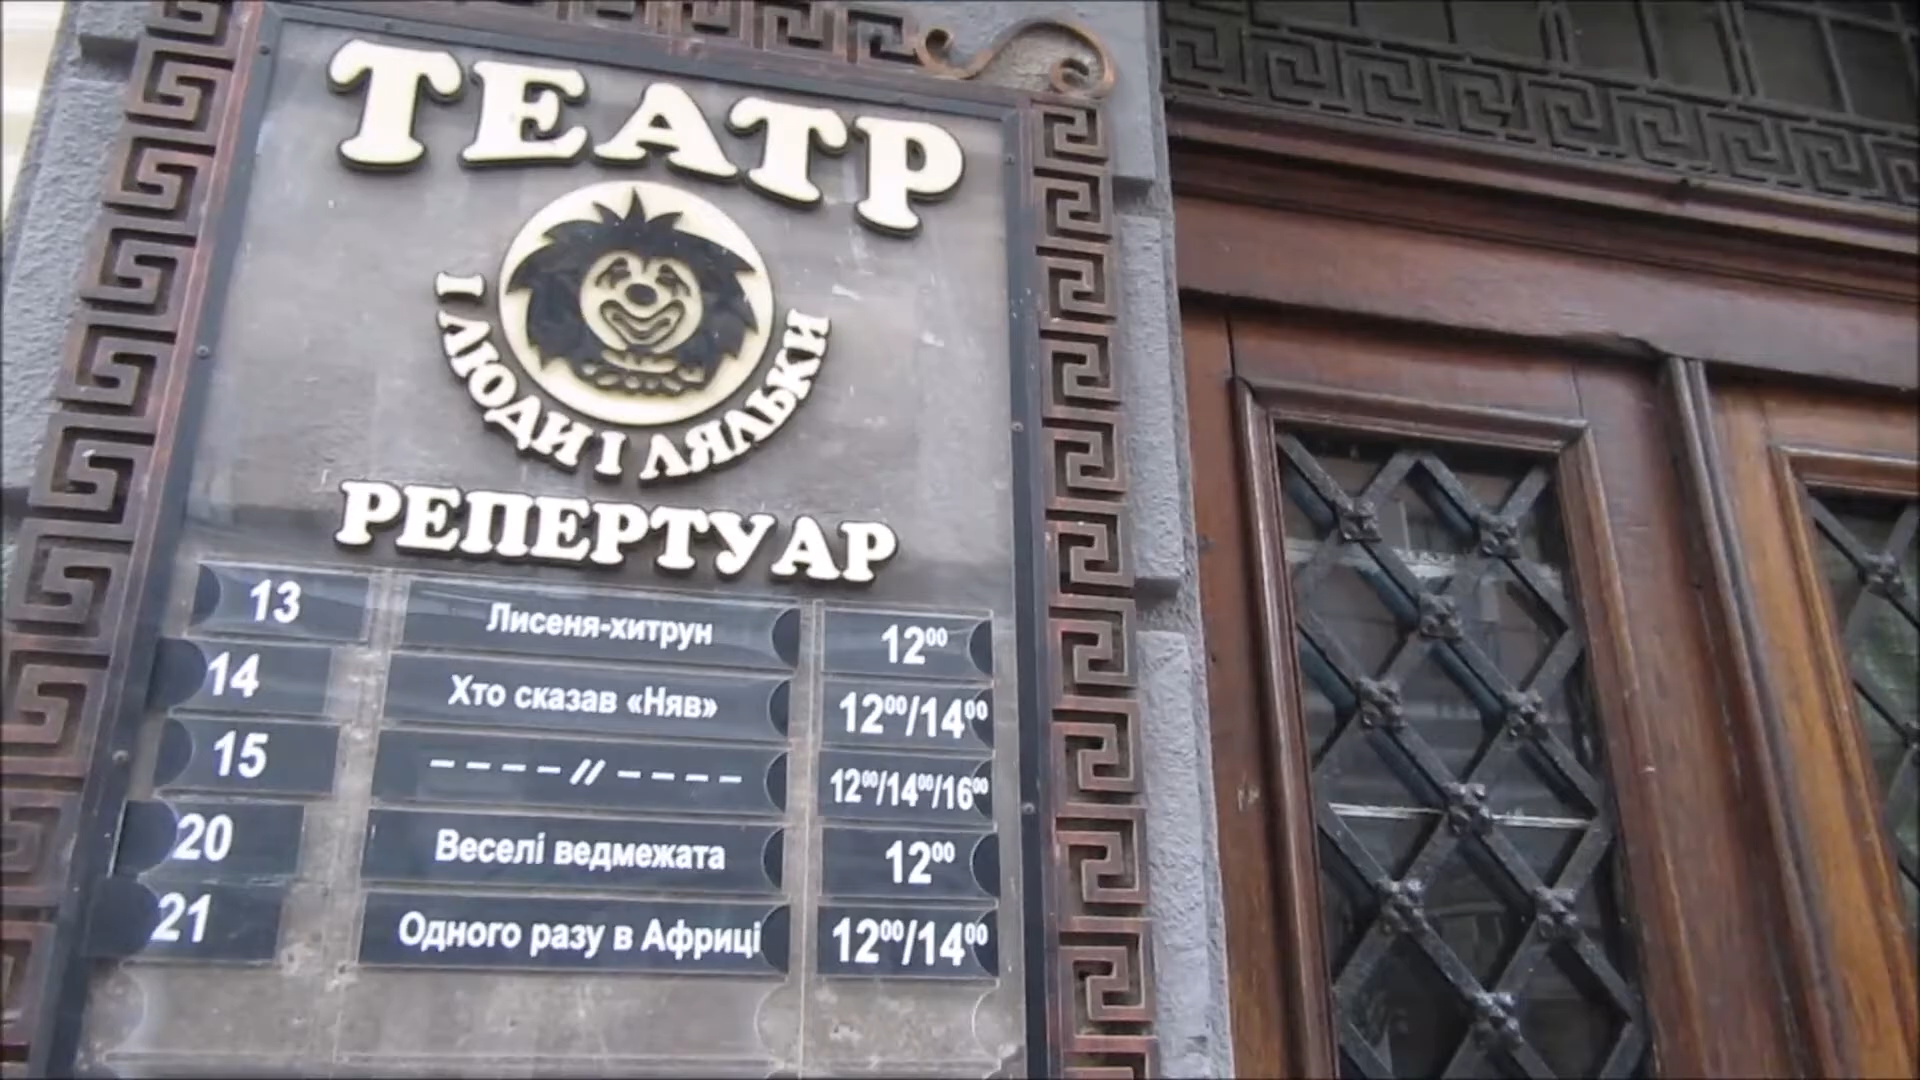 ТЕАТР
І ЛЮДИ І ЛЯЛЬКИ
РЕПЕРТУАР
13 Лисеня-хитрун 12⁰⁰
14 Хто сказав «Няв» 12⁰⁰/14⁰⁰
15 – – – – // – – – – 12⁰⁰/14⁰⁰/16⁰⁰
20 Веселі ведмежата 12⁰⁰
21 Одного разу в Африці 12⁰⁰/14⁰⁰